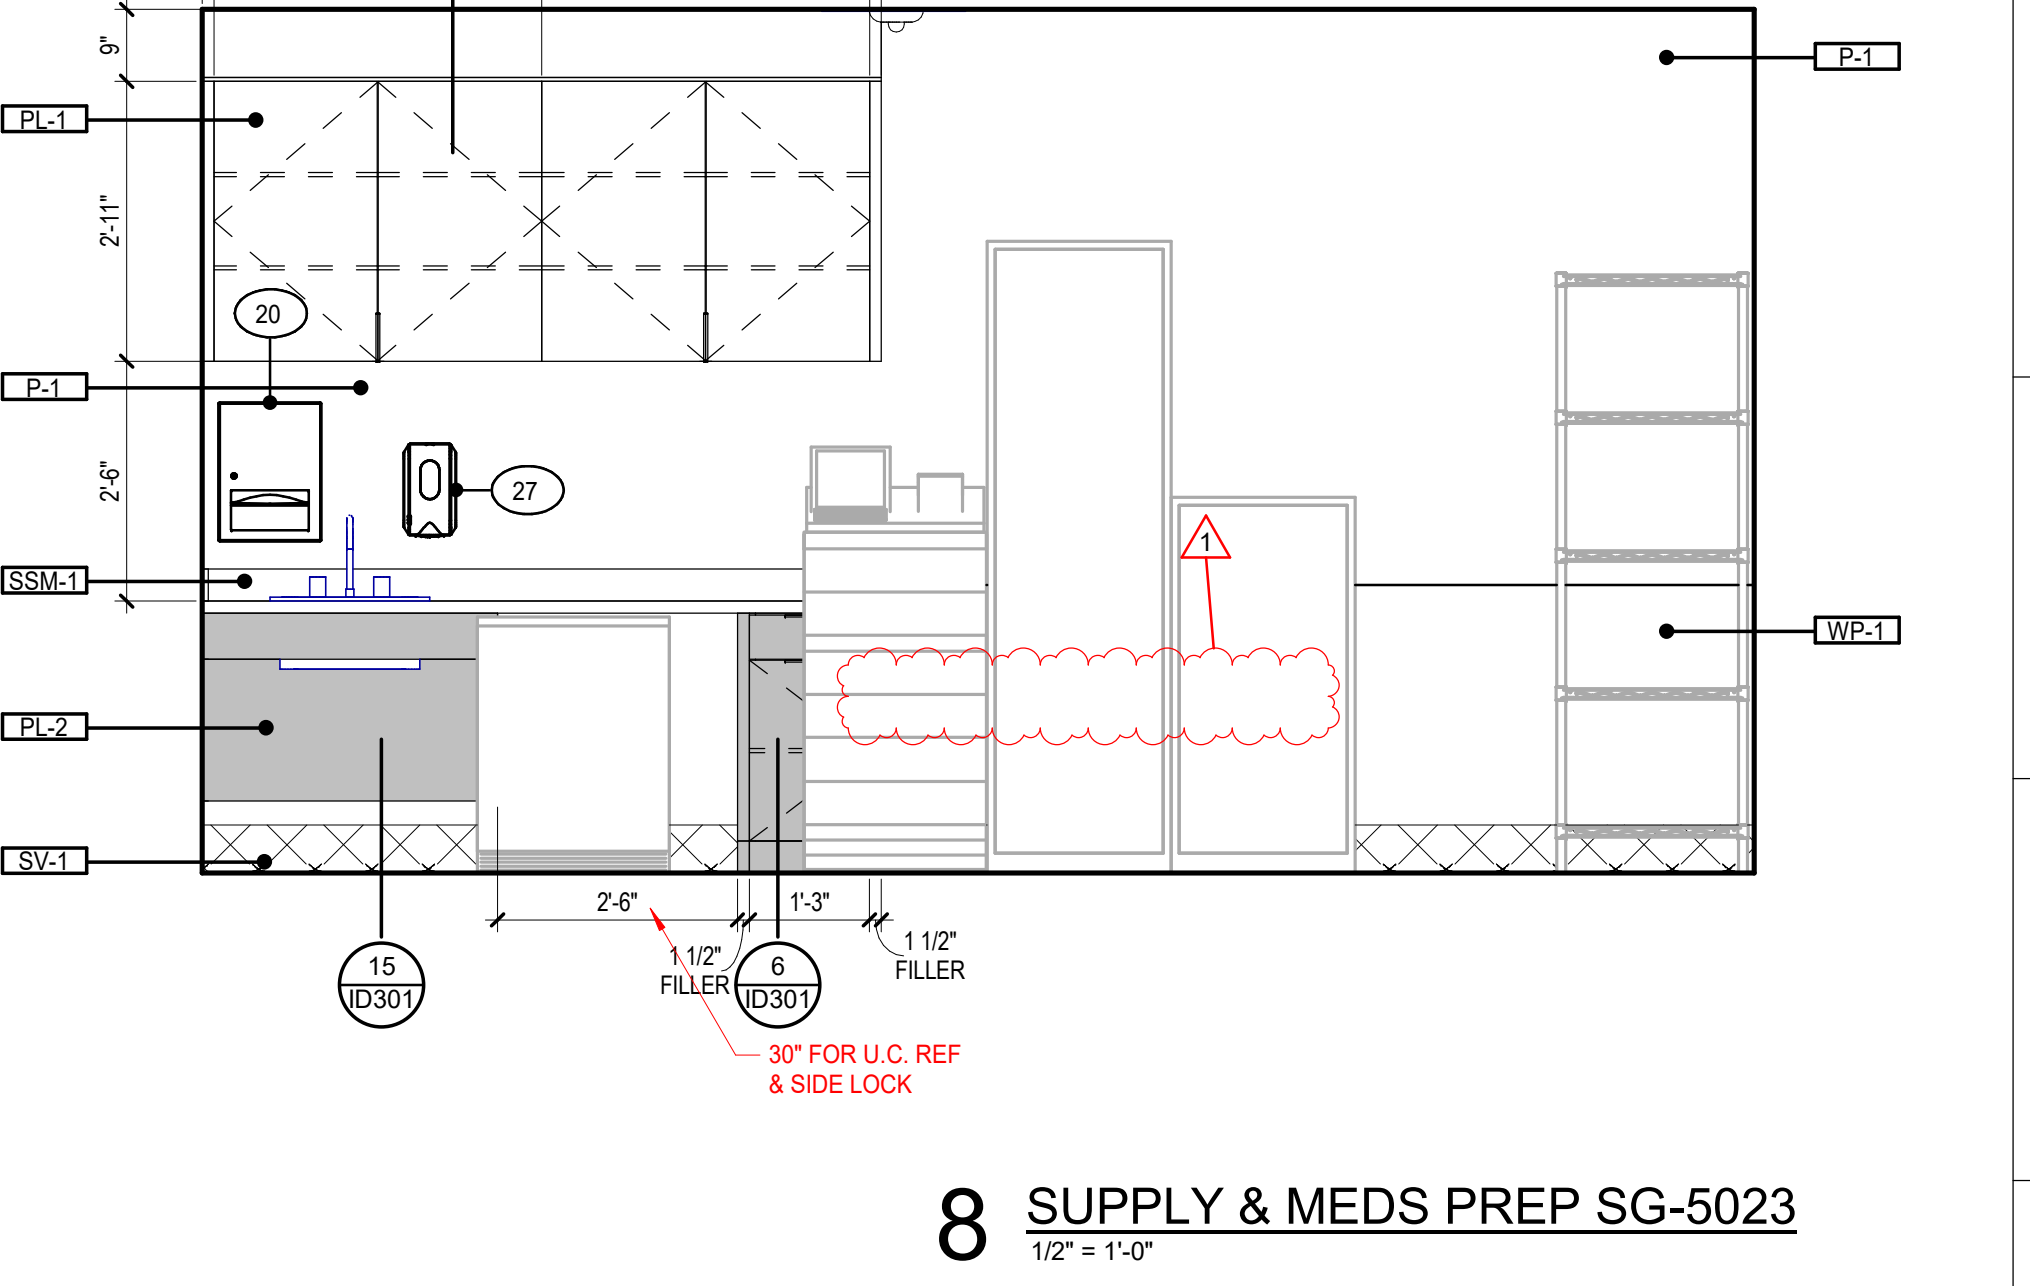 9"
P-1
PL-1
2'-11"
20
P-1
2'-6"
27
1
SSM-1
WP-1
PL-2
SV-1
2'-6"
1'-3"
1 1/2"
FILLER
1 1/2"
FILLER
15
ID301
6
ID301
30" FOR U.C. REF
& SIDE LOCK
8 SUPPLY & MEDS PREP SG-5023
1/2" = 1'-0"